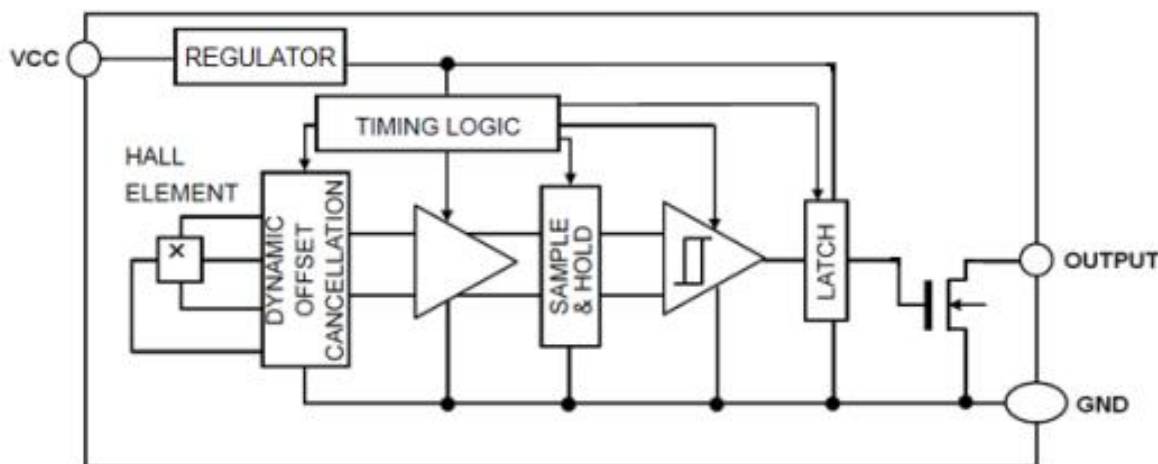 VCC
REGULATOR
TIMING LOGIC
HALL
ELEMENT
DYNAMIC
OFFSET
CANCELLATION
SAMPLE
& HOLD
LATCH
OUTPUT
GND